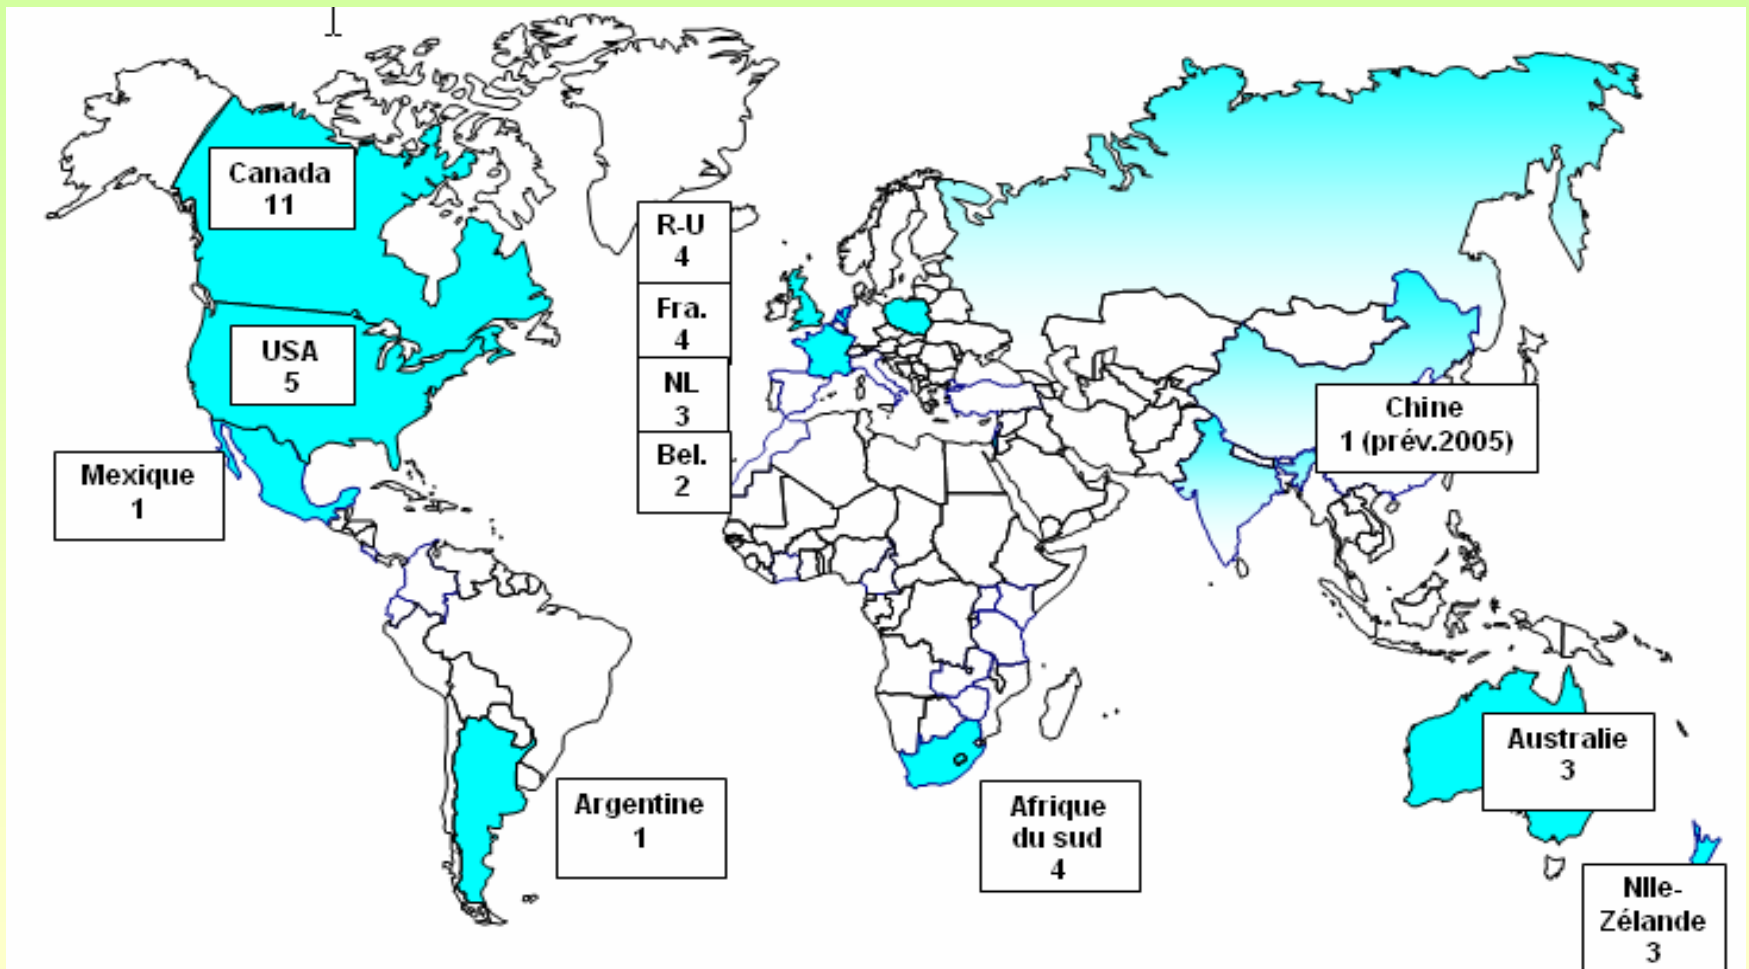 Canada
11
USA
5
Mexique
1
Argentine
1
R-U
4
Fra.
4
NL
3
Bel.
2
Afrique
du sud
4
Chine
1 (prév.2005)
Australie
3
Nlle-
Zélande
3